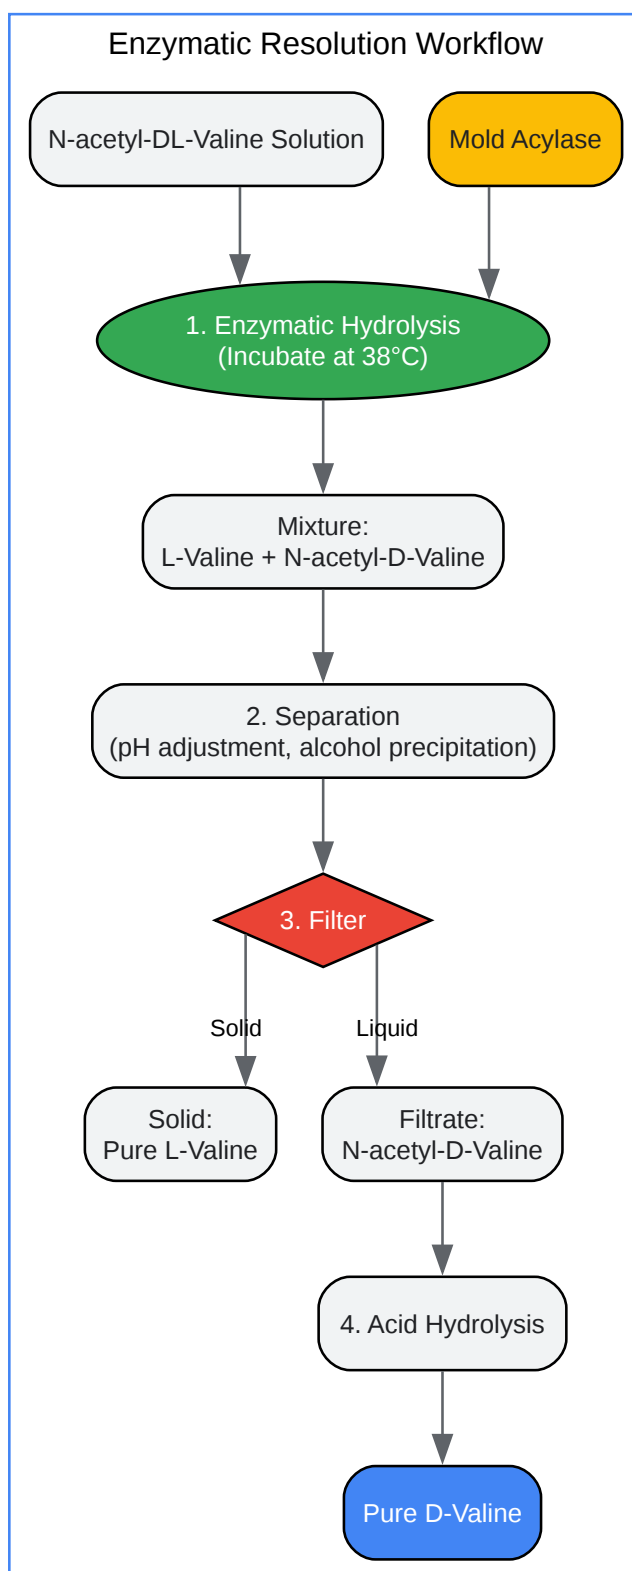 Enzymatic Resolution Workflow
N-acetyl-DL-Valine Solution
Mold Acylase
1. Enzymatic Hydrolysis
(Incubate at 38°C)
Mixture:
L-Valine + N-acetyl-D-Valine
2. Separation
(pH adjustment, alcohol precipitation)
3. Filter
Solid
Liquid
Solid:
Pure L-Valine
Filtrate:
N-acetyl-D-Valine
4. Acid Hydrolysis
Pure D-Valine